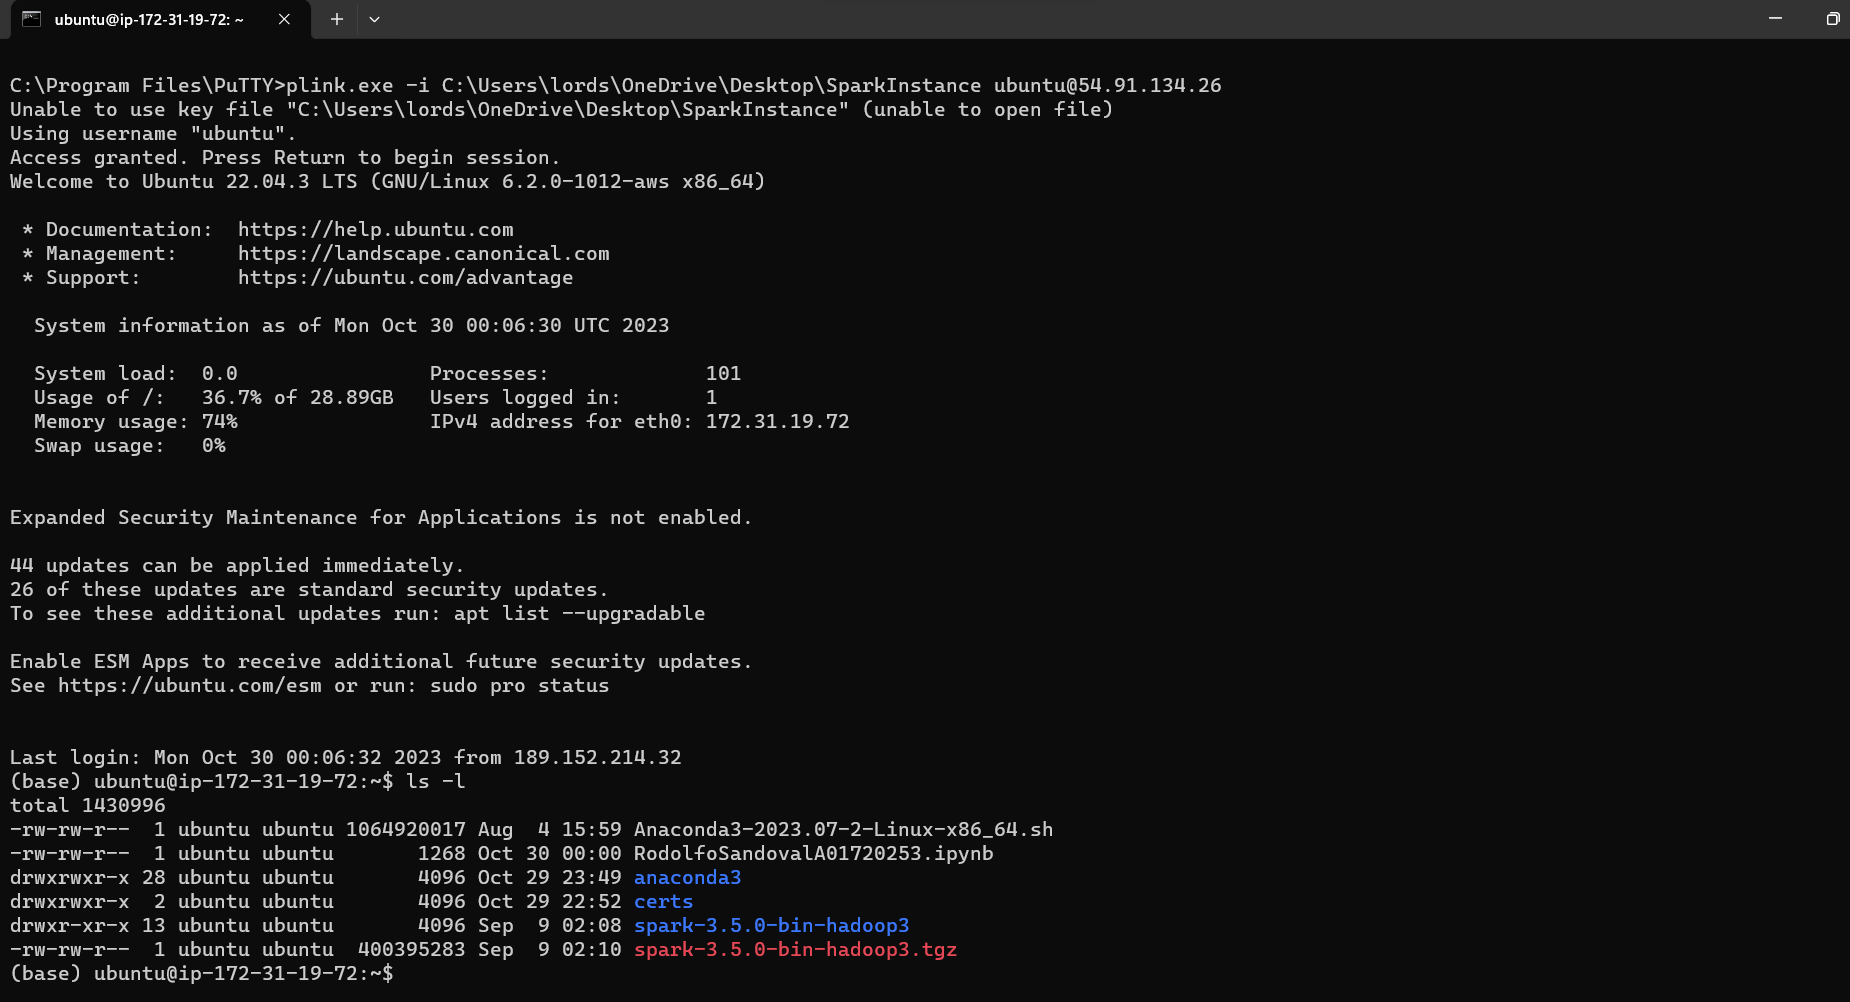 ubuntu@ip-172-31-19-72: ~
C:\Program Files\PuTTY>plink.exe -i C:\Users\lords\OneDrive\Desktop\SparkInstance ubuntu@54.91.134.26
Unable to use key file "C:\Users\lords\OneDrive\Desktop\SparkInstance" (unable to open file)
Using username "ubuntu".
Access granted. Press Return to begin session.
Welcome to Ubuntu 22.04.3 LTS (GNU/Linux 6.2.0-1012-aws x86_64)
* Documentation:  https://help.ubuntu.com
* Management:     https://landscape.canonical.com
* Support:        https://ubuntu.com/advantage
System information as of Mon Oct 30 00:06:30 UTC 2023
System load:  0.0                Processes:             101
Usage of /:   36.7% of 28.89GB   Users logged in:       1
Memory usage: 74%                IPv4 address for eth0: 172.31.19.72
Swap usage:   0%
Expanded Security Maintenance for Applications is not enabled.
44 updates can be applied immediately.
26 of these updates are standard security updates.
To see these additional updates run: apt list --upgradable
Enable ESM Apps to receive additional future security updates.
See https://ubuntu.com/esm or run: sudo pro status
Last login: Mon Oct 30 00:06:32 2023 from 189.152.214.32
(base) ubuntu@ip-172-31-19-72:~$ ls -l
total 1430996
-rw-rw-r--  1 ubuntu ubuntu 1064920017 Aug  4 15:59 Anaconda3-2023.07-2-Linux-x86_64.sh
-rw-rw-r--  1 ubuntu ubuntu       1268 Oct 30 00:00 RodolfoSandovalA01720253.ipynb
drwxrwxr-x 28 ubuntu ubuntu       4096 Oct 29 23:49 anaconda3
drwxrwxr-x  2 ubuntu ubuntu       4096 Oct 29 22:52 certs
drwxr-xr-x 13 ubuntu ubuntu       4096 Sep  9 02:08 spark-3.5.0-bin-hadoop3
-rw-rw-r--  1 ubuntu ubuntu  400395283 Sep  9 02:10 spark-3.5.0-bin-hadoop3.tgz
(base) ubuntu@ip-172-31-19-72:~$